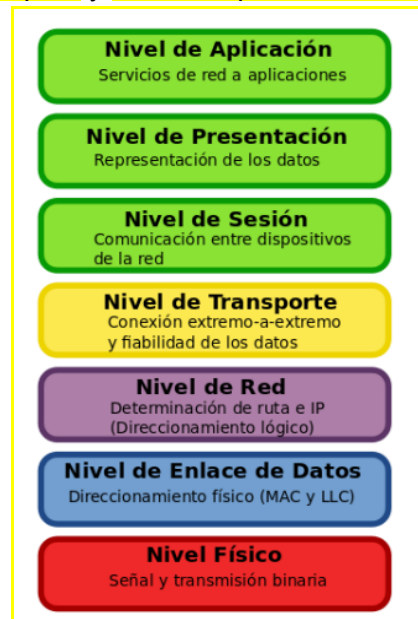 Nivel de Aplicación
Servicios de red a aplicaciones
Nivel de Presentación
Representación de los datos
Nivel de Sesión
Comunicación entre dispositivos
de la red
Nivel de Transporte
Conexión extremo-a-extremo
y fiabilidad de los datos
Nivel de Red
Determinación de ruta e IP
(Direccionamiento lógico)
Nivel de Enlace de Datos
Direccionamiento físico (MAC y LLC)
Nivel Físico
Señal y transmisión binaria